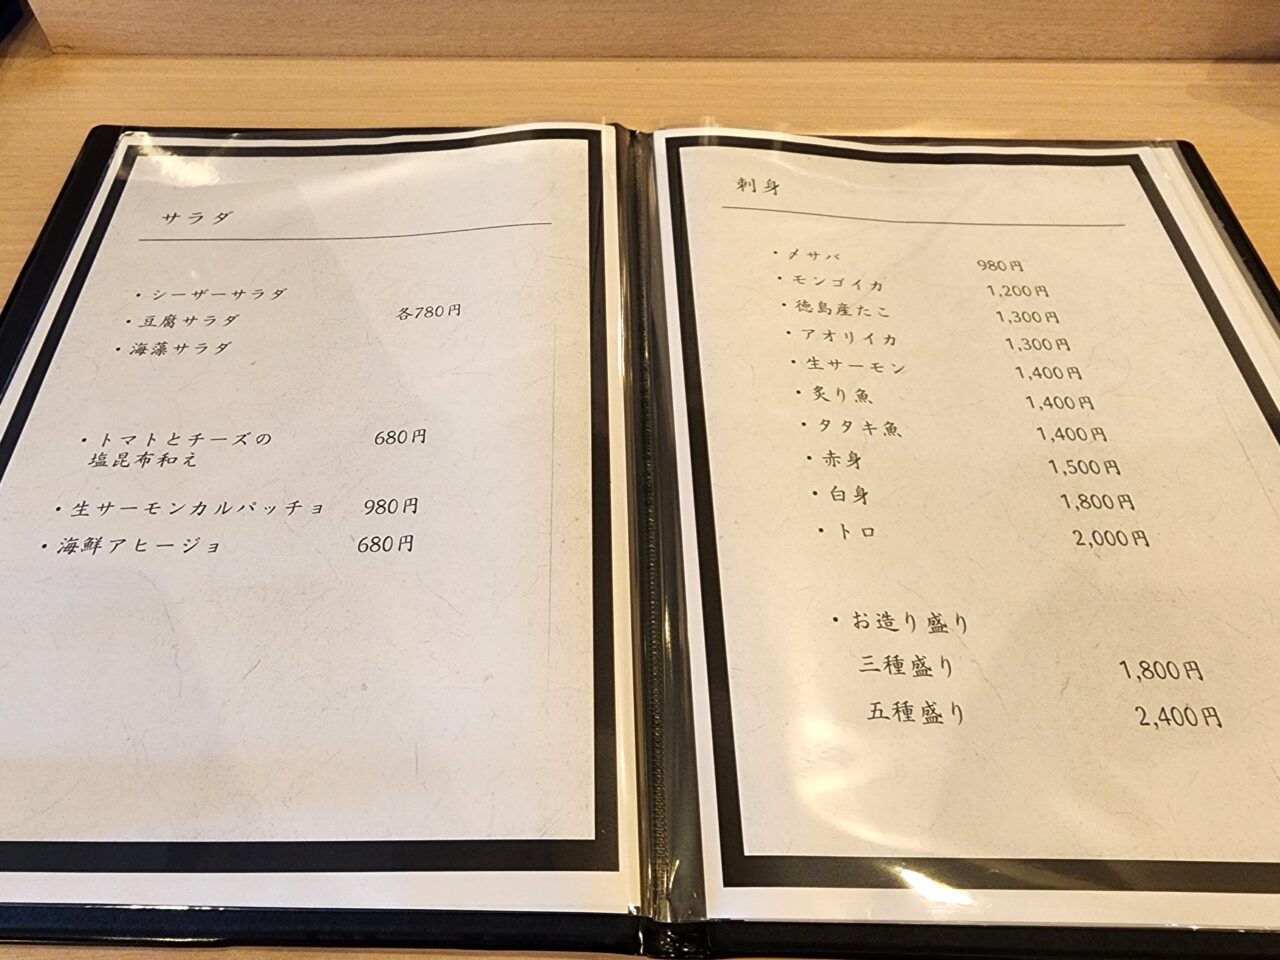 サラダ
・シーザーサラダ
・豆腐サラダ 各780円
・海藻サラダ
・トマトとチーズの 680円
塩昆布和え
・生サーモンカルパッチョ 980円
・海鮮アヒージョ 680円
刺身
・〆サバ 980円
・モンゴイカ 1,200円
・徳島産たこ 1,300円
・アオリイカ 1,300円
・生サーモン 1,400円
・炙り魚 1,400円
・タタキ魚 1,400円
・赤身 1,500円
・白身 1,800円
・トロ 2,000円
・お造り盛り
三種盛り 1,800円
五種盛り 2,400円